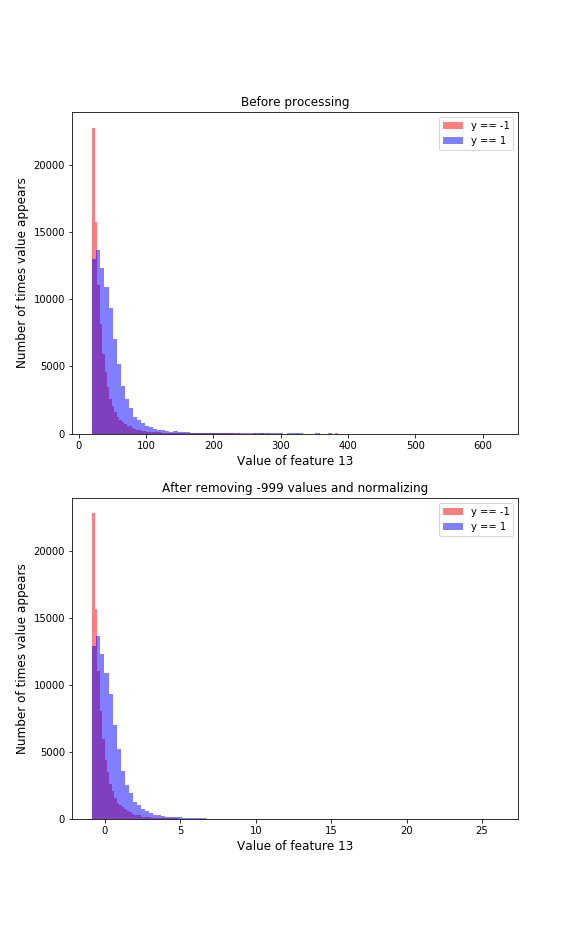 Before processing
y == -1
y == 1
Number of times value appears
20000
15000
10000
5000
0
0 100 200 300 400 500 600
Value of feature 13
After removing -999 values and normalizing
y == -1
y == 1
Number of times value appears
20000
15000
10000
5000
0
0 5 10 15 20 25
Value of feature 13